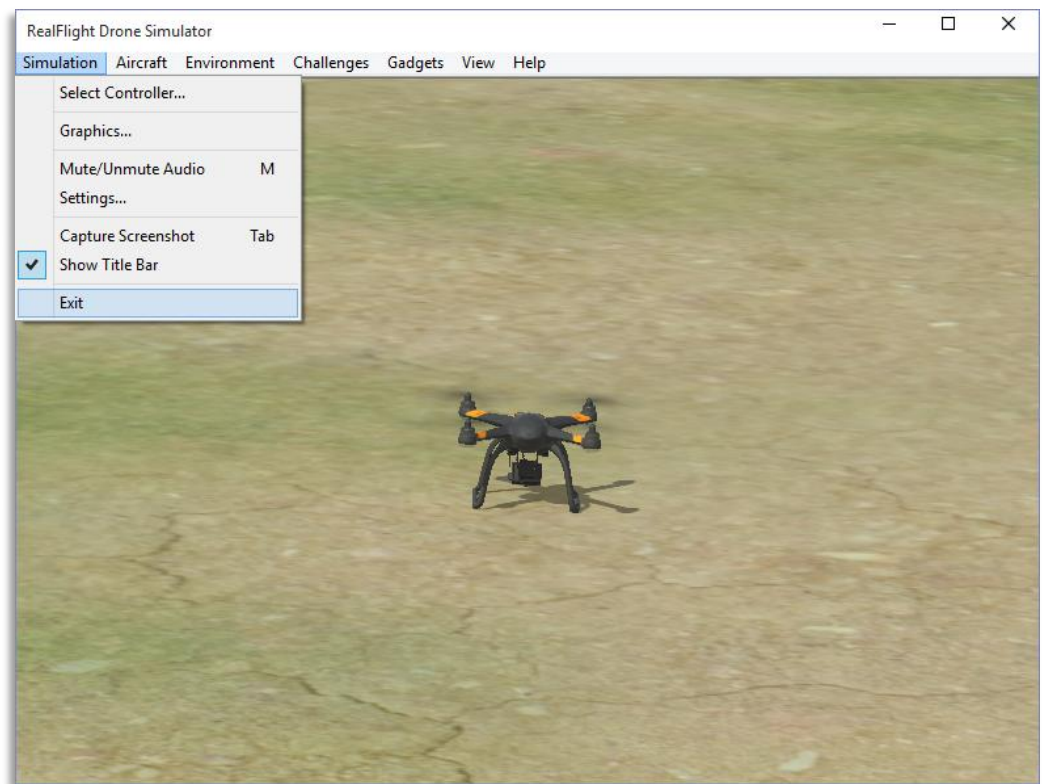 RealFlight Drone Simulator
Simulation Aircraft Environment Challenges Gadgets View Help
Select Controller...
Graphics...
Mute/Unmute Audio M
Settings...
Capture Screenshot Tab
Show Title Bar
Exit